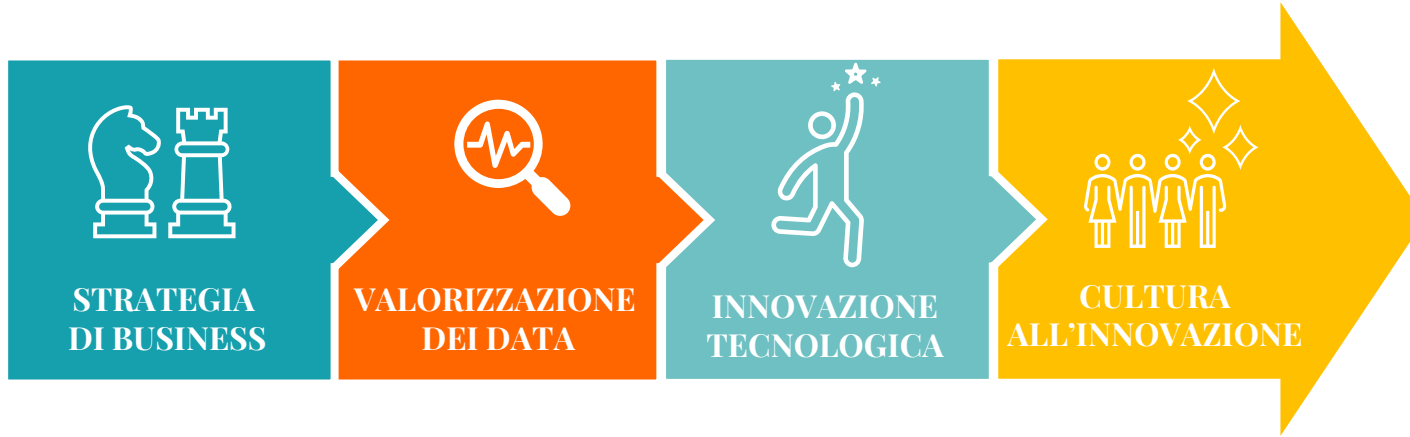 STRATEGIA
DI BUSINESS
VALORIZZAZIONE
DEI DATA
INNOVAZIONE
TECNOLOGICA
CULTURA
ALL’INNOVAZIONE